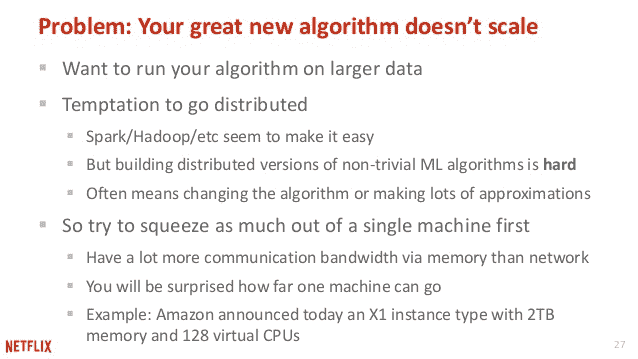 Problem: Your great new algorithm doesn't scale
Want to run your algorithm on larger data
Temptation to go distributed
Spark/Hadoop/etc seem to make it easy
But building distributed versions of non-trivial ML algorithms is hard
Often means changing the algorithm or making lots of approximations
So try to squeeze as much out of a single machine first
Have a lot more communication bandwidth via memory than network
You will be surprised how far one machine can go
Example: Amazon announced today an X1 instance type with 2TB
memory and 128 virtual CPUs
NETFLIX
27